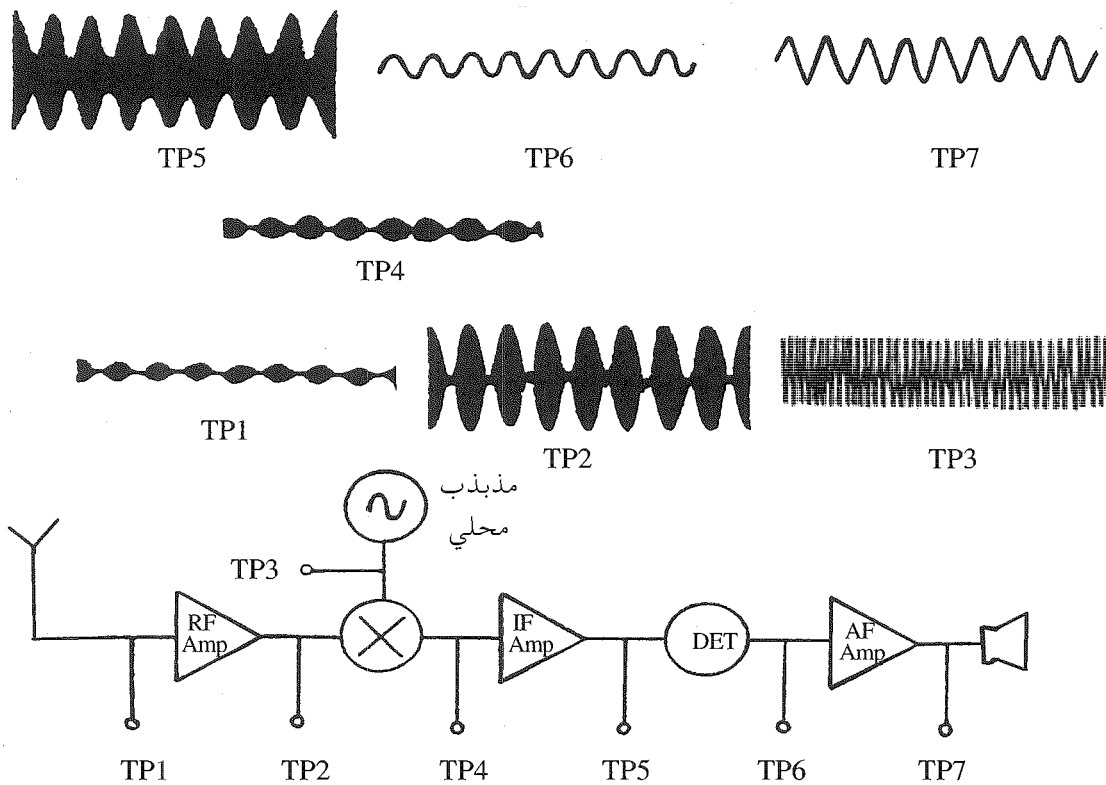 TP5
TP6
TP7
TP4
TP1
TP2
TP3
مذبذب
محلي
TP3
RF
Amp
IF
Amp
DET
AF
Amp
TP1
TP2
TP4
TP5
TP6
TP7